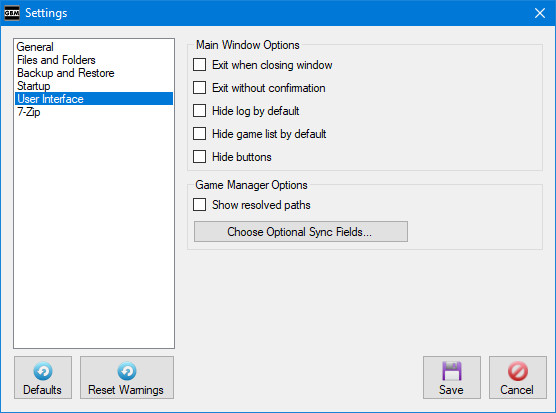 GBM Settings
General
Files and Folders
Backup and Restore
Startup
User Interface
7-Zip
Main Window Options
Exit when closing window
Exit without confirmation
Hide log by default
Hide game list by default
Hide buttons
Game Manager Options
Show resolved paths
Choose Optional Sync Fields...
Defaults
Reset Warnings
Save
Cancel